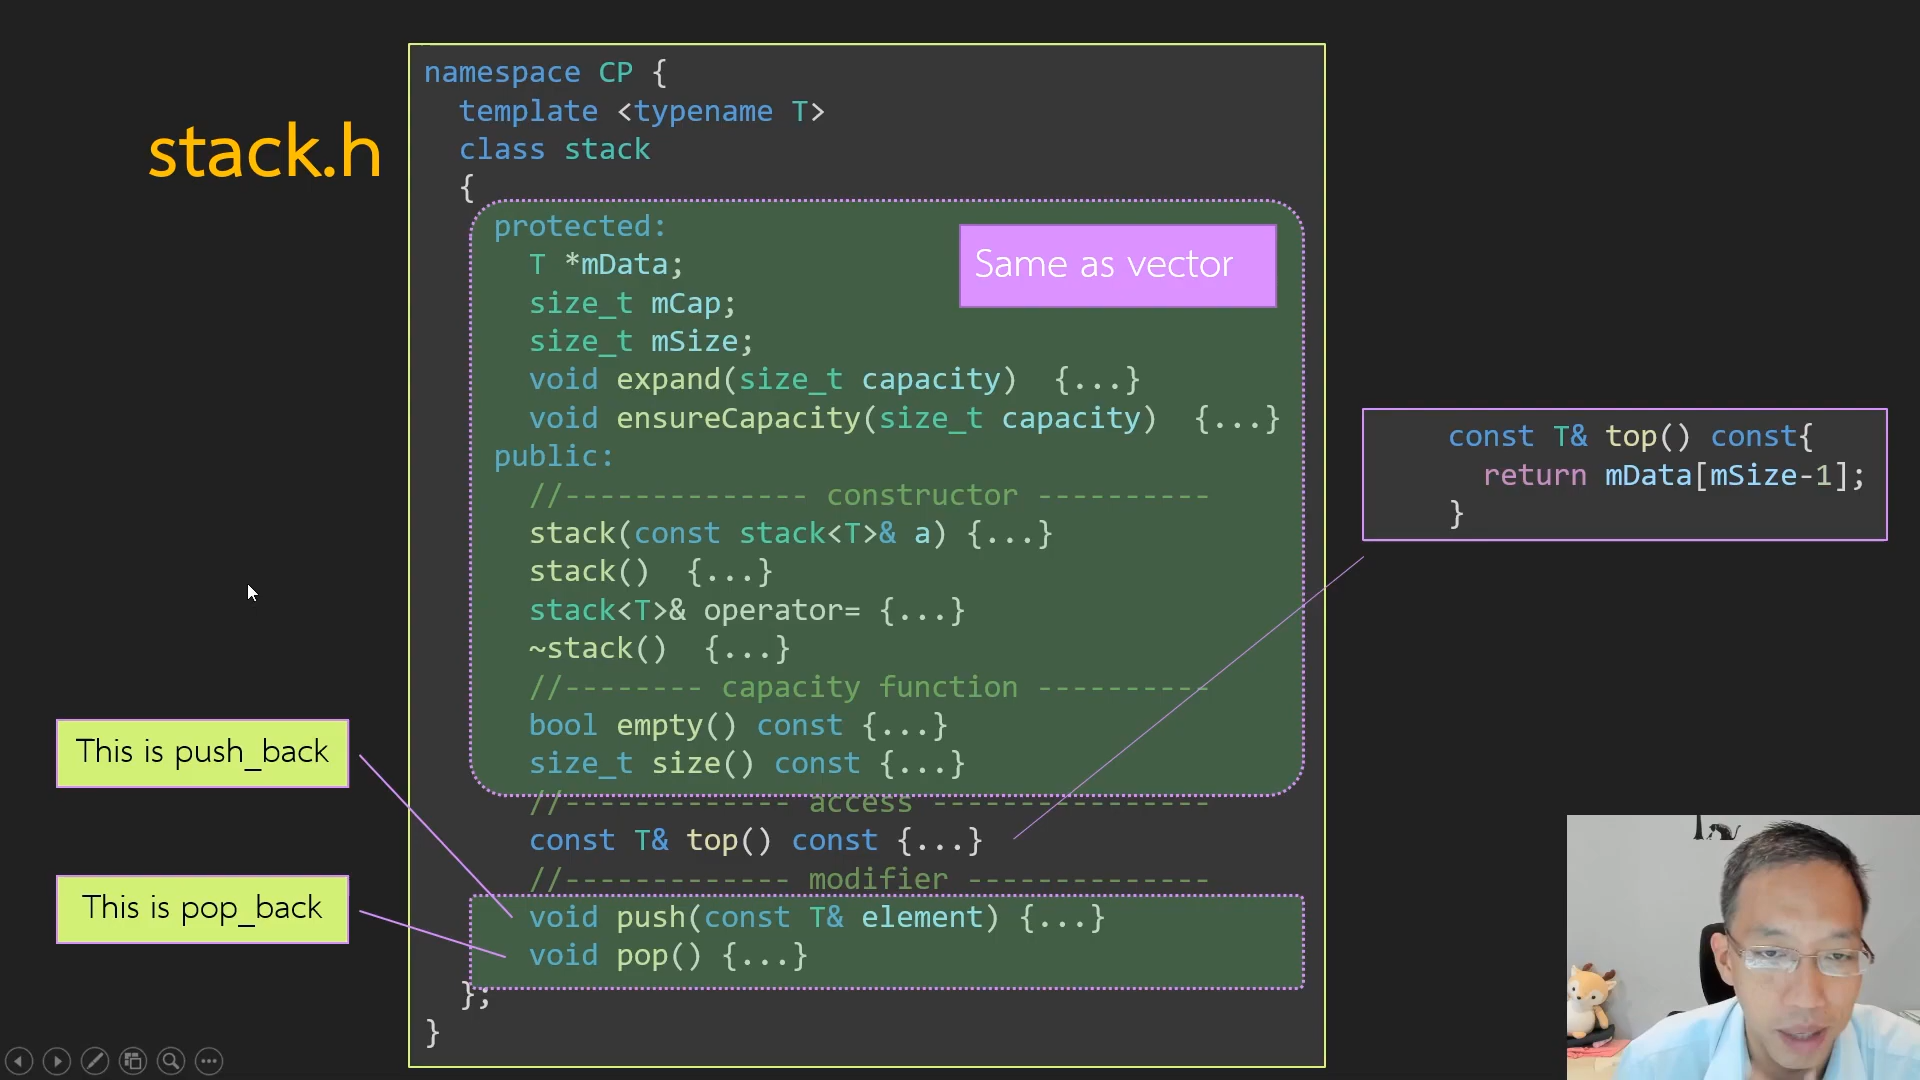 stack.h
namespace CP {
template <typename T>
class stack
{
protected:
T *mData;
size_t mCap;
size_t mSize;
void expand(size_t capacity) {...}
void ensureCapacity(size_t capacity) {...}
public:
//-------------- constructor ----------
stack(const stack<T>& a) {...}
stack() {...}
stack<T>& operator= {...}
~stack() {...}
//-------- capacity function ----------
bool empty() const {...}
size_t size() const {...}
//------------- access ----------------
const T& top() const {...}
//------------- modifier --------------
void push(const T& element) {...}
void pop() {...}
};
}
Same as vector
const T& top() const{
return mData[mSize-1];
}
This is push_back
This is pop_back